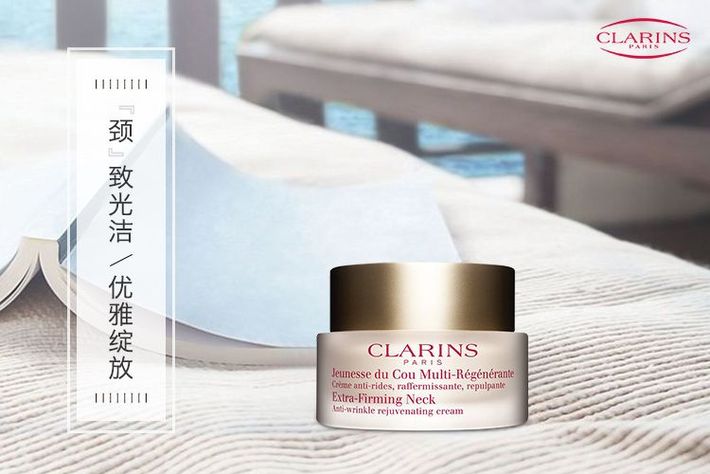 『颈』致光洁／优雅绽放
CLARINS
PARIS
CLARINS
PARIS
Jeunesse du Cou Multi-Régénérante
Crème anti-rides, raffermissante, repulpante
Extra-Firming Neck
Anti-wrinkle rejuvenating cream